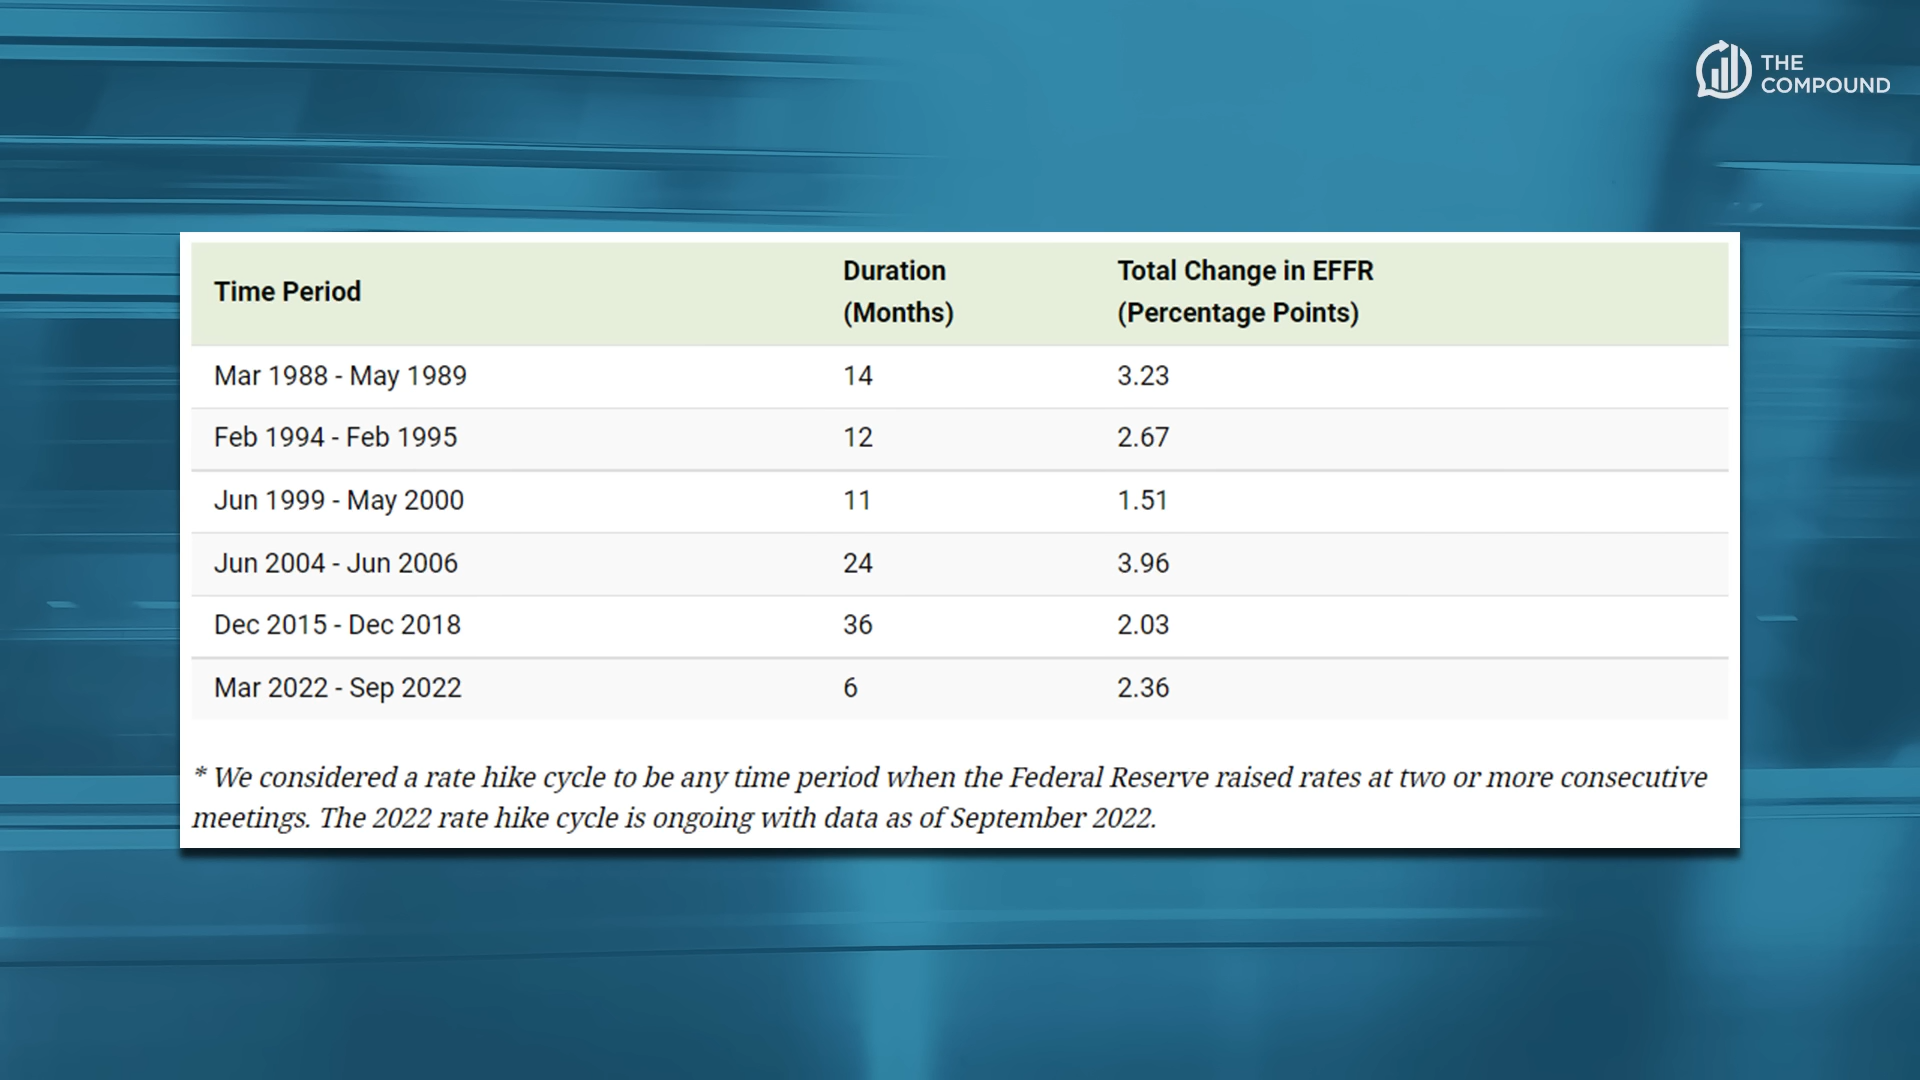 THE
COMPOUND
Time Period Duration (Months) Total Change in EFFR (Percentage Points)
Mar 1988 - May 1989 14 3.23
Feb 1994 - Feb 1995 12 2.67
Jun 1999 - May 2000 11 1.51
Jun 2004 - Jun 2006 24 3.96
Dec 2015 - Dec 2018 36 2.03
Mar 2022 - Sep 2022 6 2.36
* We considered a rate hike cycle to be any time period when the Federal Reserve raised rates at two or more consecutive
meetings. The 2022 rate hike cycle is ongoing with data as of September 2022.